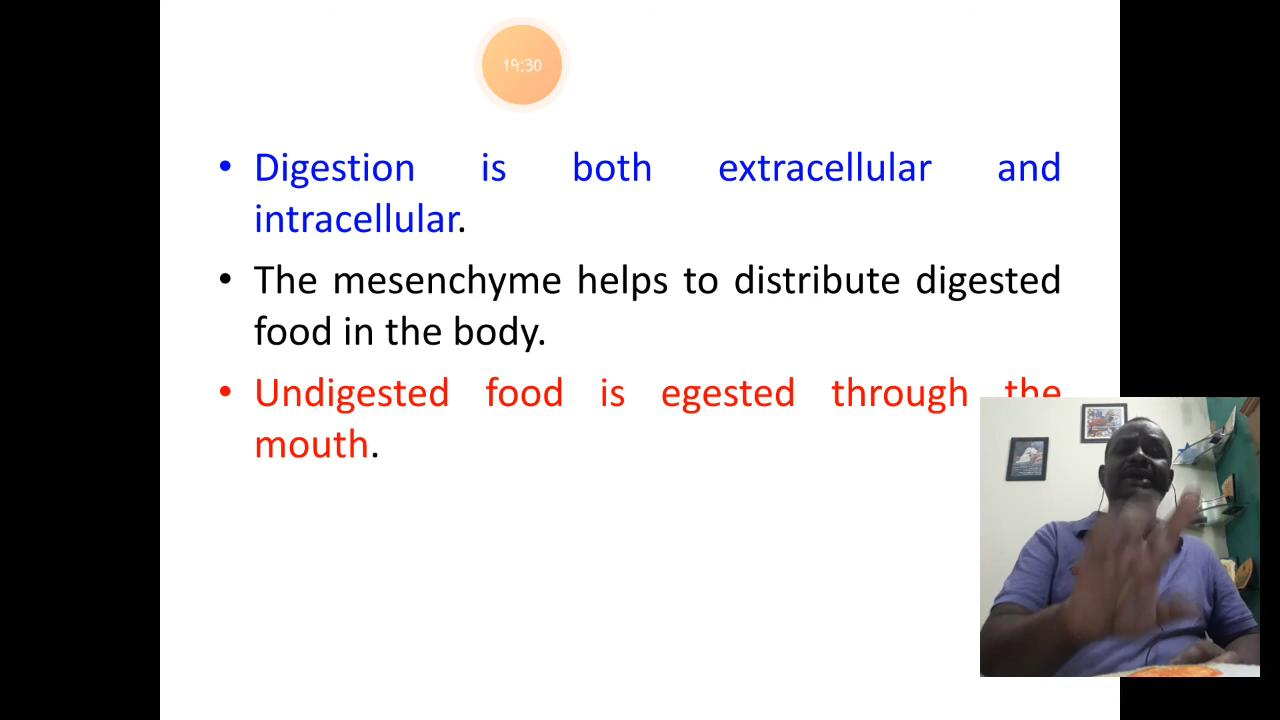 19:30
• Digestion is both extracellular and
intracellular.
• The mesenchyme helps to distribute digested
food in the body.
• Undigested food is egested through the
mouth.